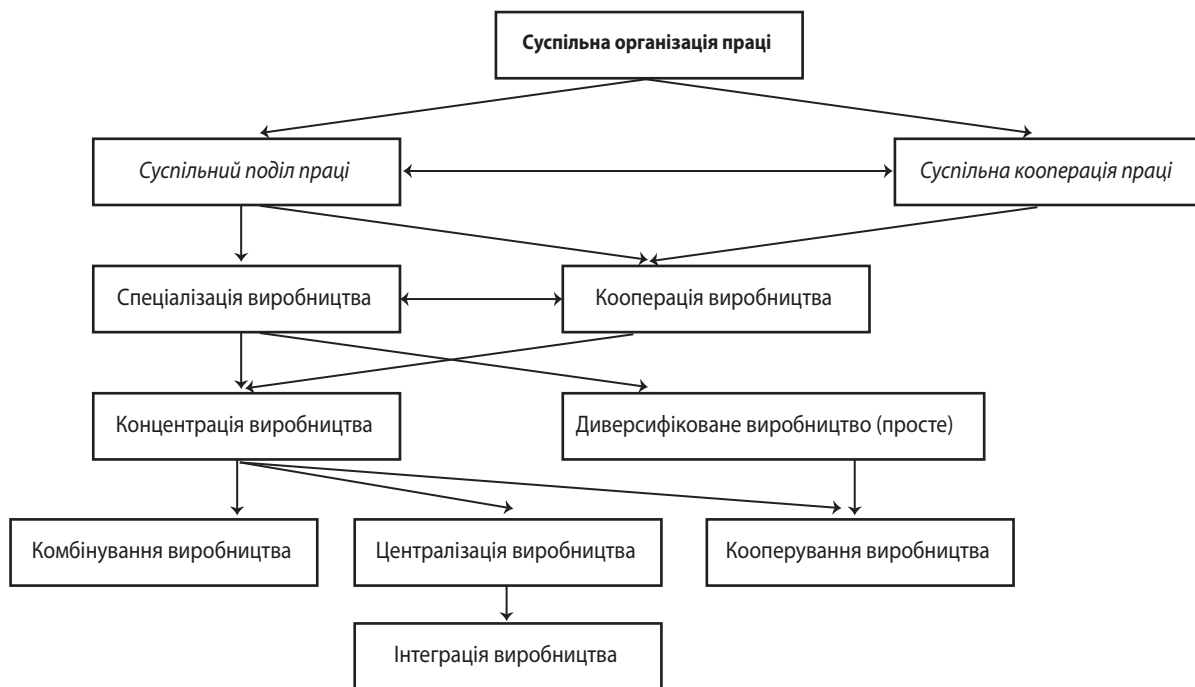 Суспільна організація праці
Суспільний поділ праці
Суспільна кооперація праці
Спеціалізація виробництва
Кооперація виробництва
Концентрація виробництва
Диверсифіковане виробництво (просте)
Комбінування виробництва
Централізація виробництва
Кооперування виробництва
Інтеграція виробництва